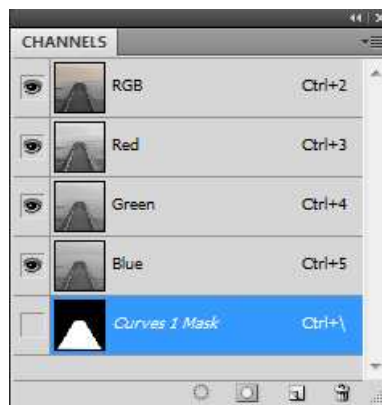 CHANNELS
RGB Ctrl+2
Red Ctrl+3
Green Ctrl+4
Blue Ctrl+5
Curves 1 Mask Ctrl+\